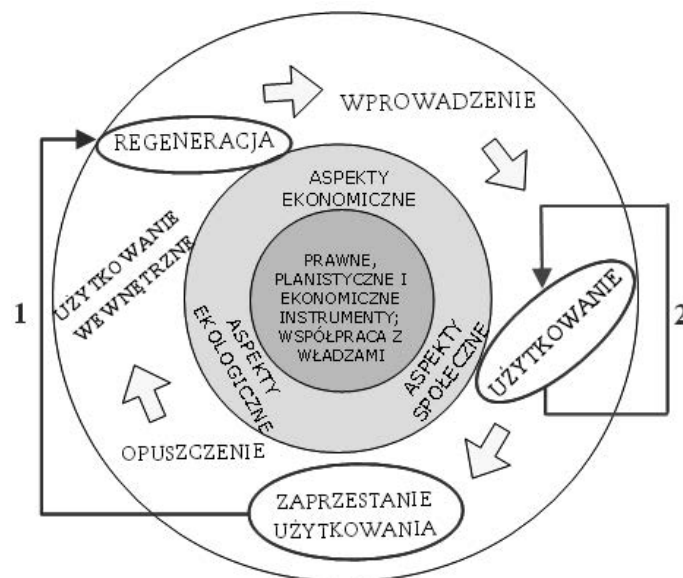 WPROWADZENIE
REGENERACJA
ASPEKTY
EKONOMICZNE
UŻYTKOWANIE
WEWNĘTRZNE
PRAWNE,
PLANISTYCZNE I
EKONOMICZNE
INSTRUMENTY;
WSPÓŁPRACA Z
WŁADZAMI
UŻYTKOWANIE
1
2
ASPEKTY
EKOLOGICZNE
ASPEKTY
SPOŁECZNE
OPUSZCZENIE
ZAPRZESTANIE
UŻYTKOWANIA